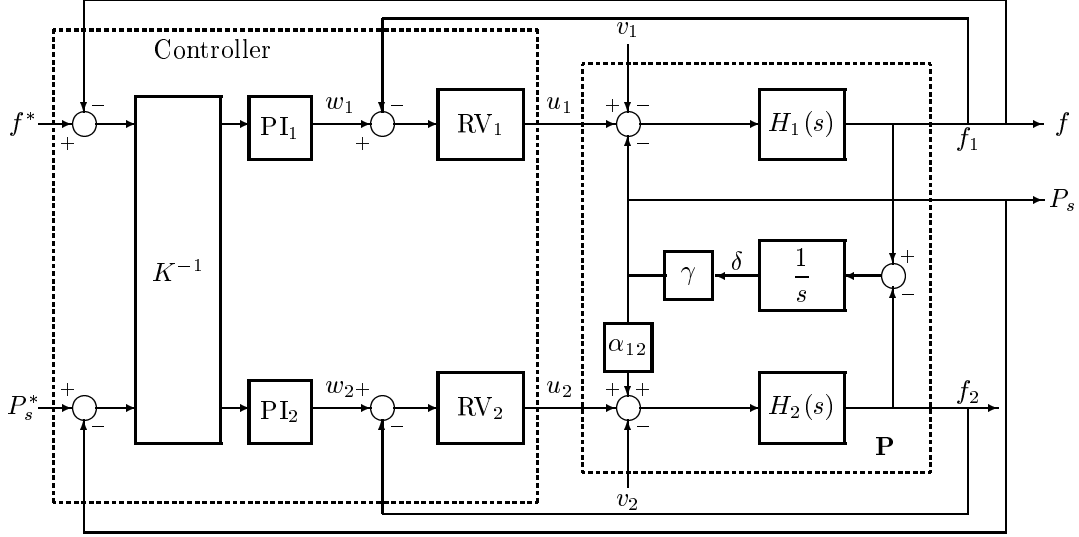 Controller
v₁
f*
−
+
K⁻¹
PI₁
w₁
−
+
RV₁
u₁
+
−
−
H₁(s)
f₁
f
Pₛ
γ
δ
1/s
+
−
α₁₂
Pₛ*
+
−
PI₂
w₂
+
−
RV₂
u₂
+
+
−
H₂(s)
f₂
P
v₂